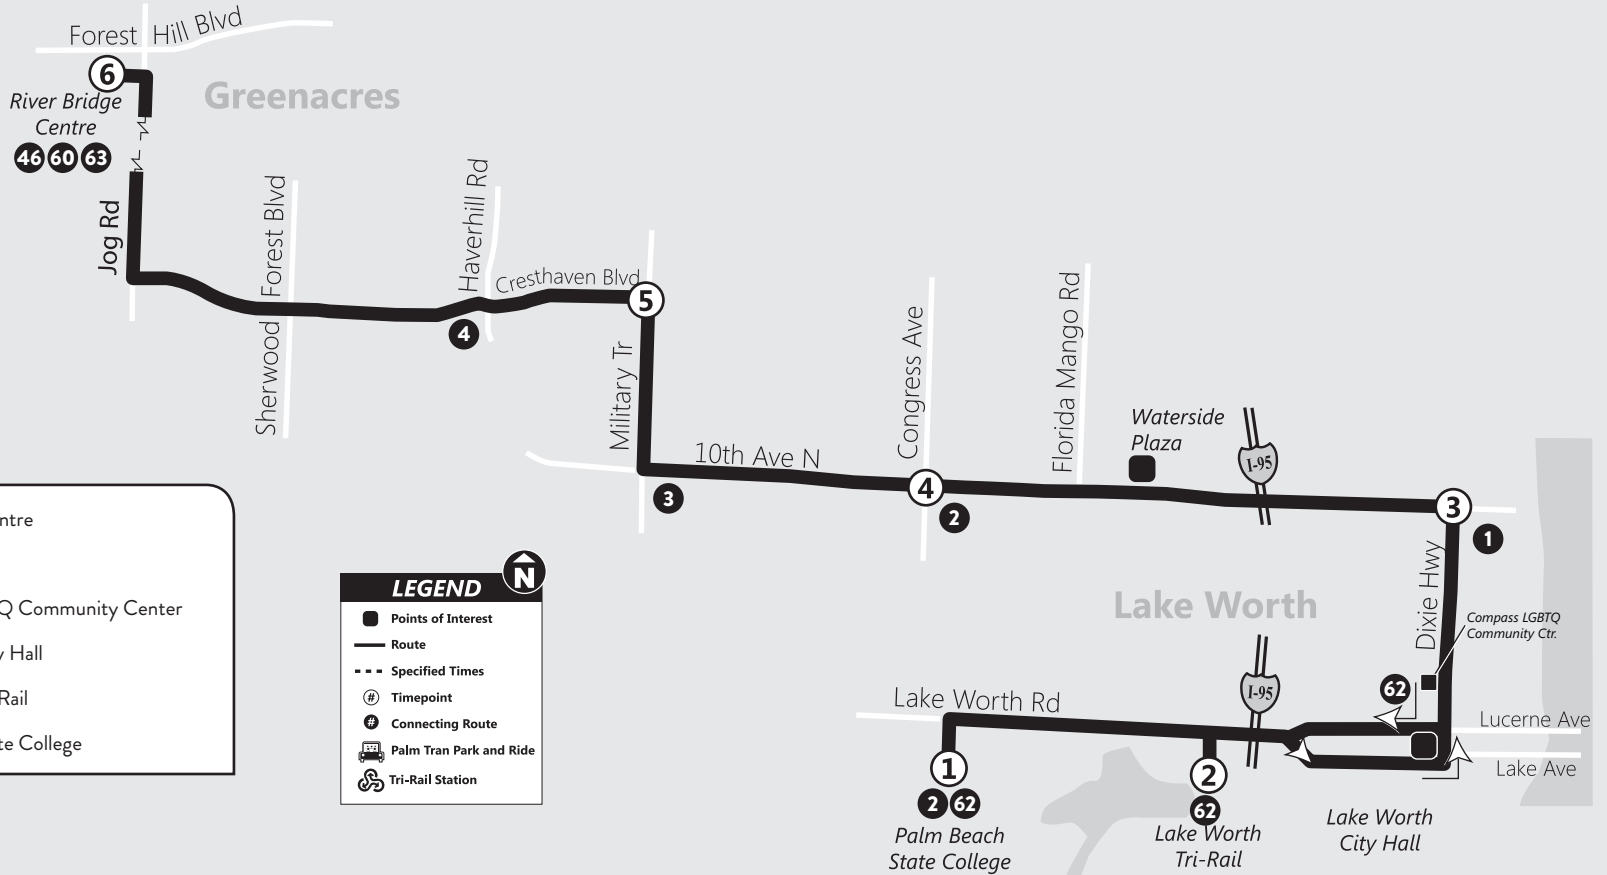 Forest Hill Blvd
6
River Bridge
Centre
46 60 63
Greenacres
Jog Rd
Sherwood Forest Blvd
Haverhill Rd
4
Cresthaven Blvd
5
Military Tr
3
10th Ave N
Congress Ave
4
2
Florida Mango Rd
Waterside
Plaza
I-95
3
1
Dixie Hwy
Compass LGBTQ
Community Ctr.
Lake Worth
62
I-95
Lake Worth Rd
Lucerne Ave
Lake Ave
1
2 62
Palm Beach
State College
2
62
Lake Worth
Tri-Rail
Lake Worth
City Hall
ntre
Q Community Center
y Hall
Rail
te College
N
LEGEND
Points of Interest
Route
Specified Times
# Timepoint
# Connecting Route
Palm Tran Park and Ride
Tri-Rail Station